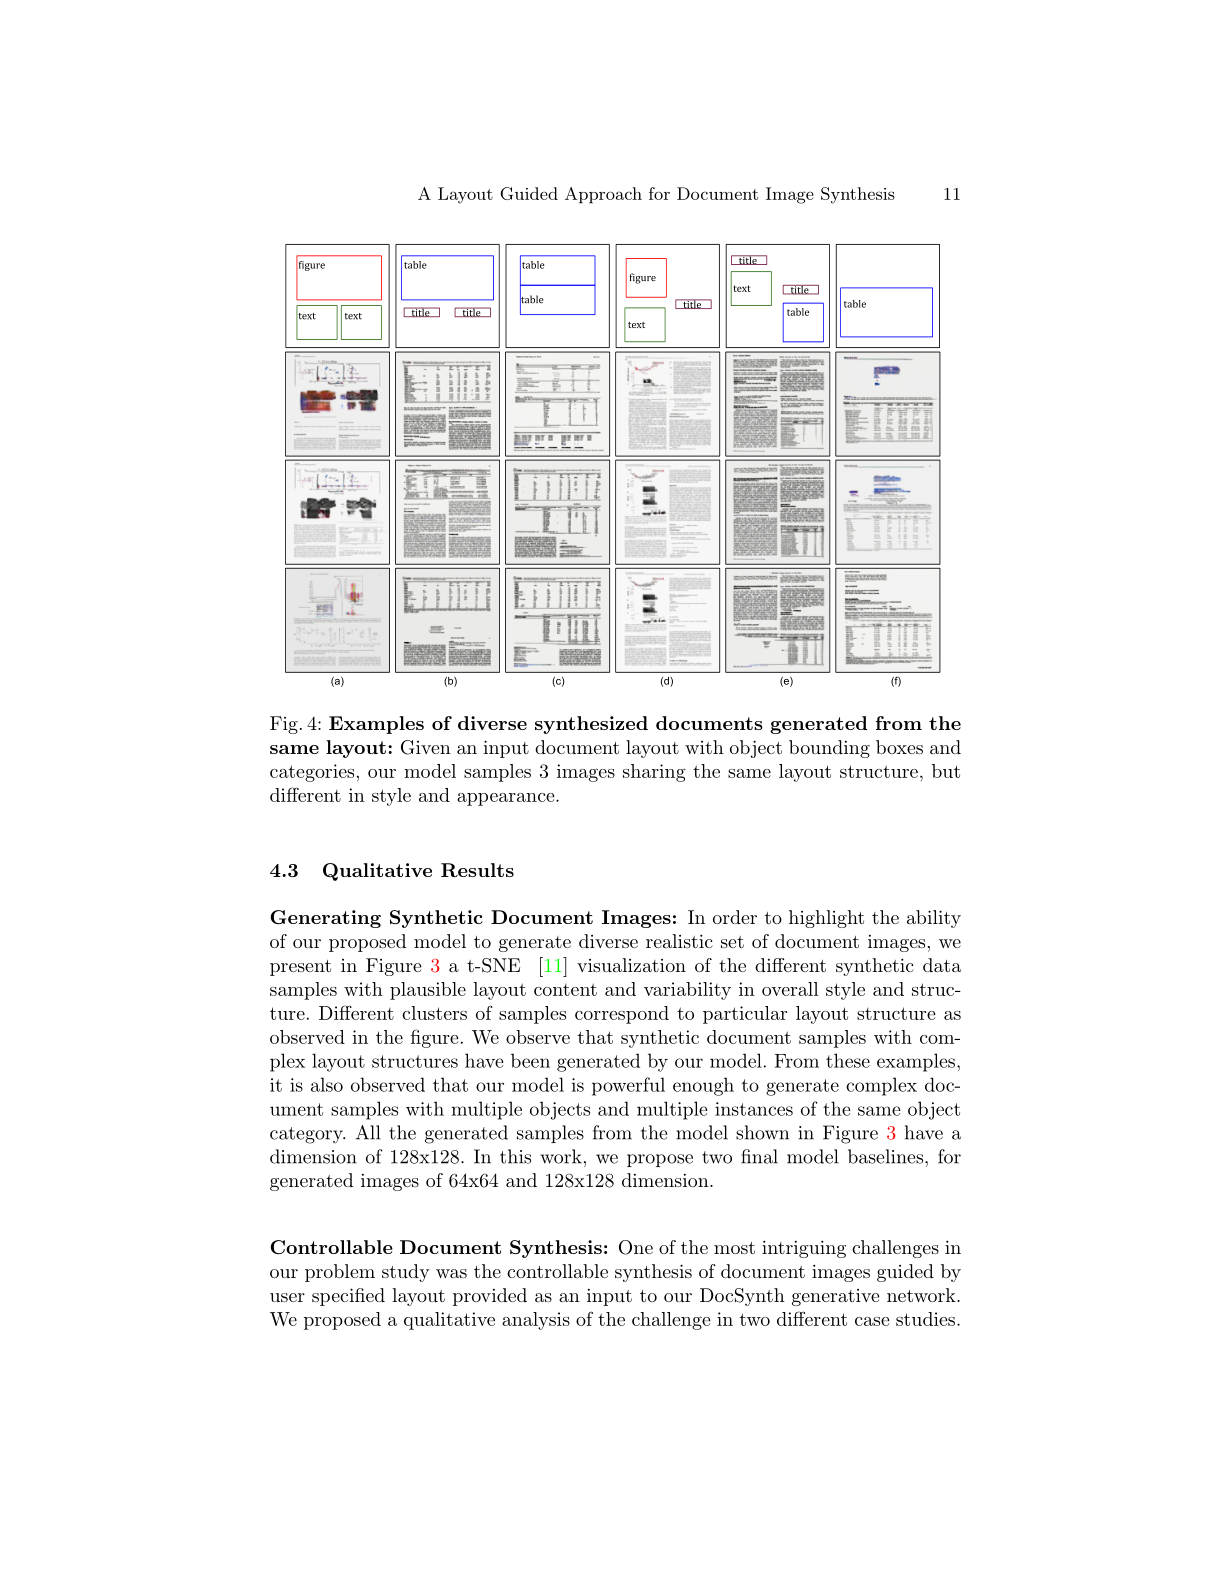 A Layout Guided Approach for Document Image Synthesis 11
figure
text text
table
title title
table
table
figure
title
text
title
text
title
table
table
(a) (b) (c) (d) (e) (f)
Fig. 4: Examples of diverse synthesized documents generated from the
same layout: Given an input document layout with object bounding boxes and
categories, our model samples 3 images sharing the same layout structure, but
different in style and appearance.
4.3 Qualitative Results
Generating Synthetic Document Images: In order to highlight the ability
of our proposed model to generate diverse realistic set of document images, we
present in Figure 3 a t-SNE [11] visualization of the different synthetic data
samples with plausible layout content and variability in overall style and struc-
ture. Different clusters of samples correspond to particular layout structure as
observed in the figure. We observe that synthetic document samples with com-
plex layout structures have been generated by our model. From these examples,
it is also observed that our model is powerful enough to generate complex doc-
ument samples with multiple objects and multiple instances of the same object
category. All the generated samples from the model shown in Figure 3 have a
dimension of 128x128. In this work, we propose two final model baselines, for
generated images of 64x64 and 128x128 dimension.
Controllable Document Synthesis: One of the most intriguing challenges in
our problem study was the controllable synthesis of document images guided by
user specified layout provided as an input to our DocSynth generative network.
We proposed a qualitative analysis of the challenge in two different case studies.